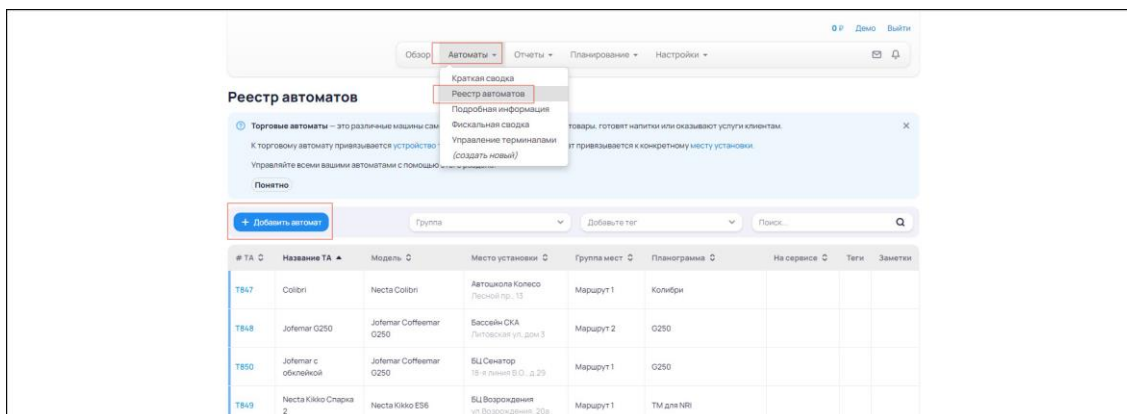 0 ₽ Демо Выйти
Обзор Автоматы Отчеты Планирование Настройки
Краткая сводка
Реестр автоматов
Подробная информация
Фискальная сводка
Управление терминалами
(создать новый)
Реестр автоматов
Торговые автоматы — это различные машины сам товары, готовят напитки или оказывают услуги клиентам.
К торговому автомату привязывается устройство т привязывается к конкретному месту установки.
Управляйте всеми вашими автоматами с помощью
Понятно
+ Добавить автомат Группа Добавьте тег Поиск...
# ТА Название ТА Модель Место установки Группа мест Планограмма На сервисе Теги Заметки
T847 Colibri Necta Colibri Автошкола Колесо Маршрут 1 Колибри
Лесной пр., 13
T848 Jofemar G250 Jofemar Coffeemar G250 Бассейн СКА Маршрут 2 G250
Литовская ул, дом 3
T850 Jofemar с обклейкой Jofemar Coffeemar G250 БЦ Сенатор Маршрут 1 G250
18-я линия В.О., д.29
T849 Necta Kikko Спарка 2 Necta Kikko ES6 БЦ Возрождения Маршрут 1 ТМ для NRI
ул Возрождения, 20а